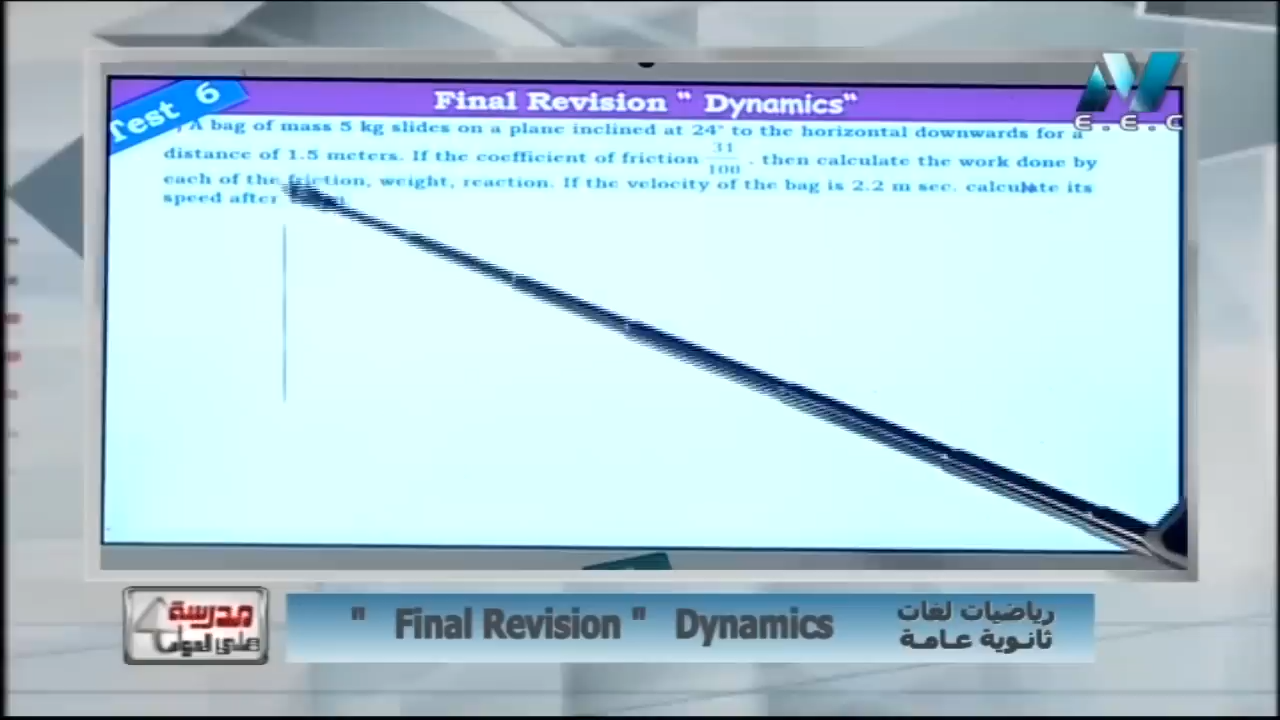 Test 6
Final Revision “ Dynamics“
A bag of mass 5 kg slides on a plane inclined at 24° to the horizontal downwards for a
distance of 1.5 meters. If the coefficient of friction 31/100 , then calculate the work done by
each of the friction, weight, reaction. If the velocity of the bag is 2.2 m sec. calculate its
speed after
E.E.C
" Final Revision " Dynamics
رياضيات لغات
ثانوية عامة
مدرسة
على الهواء